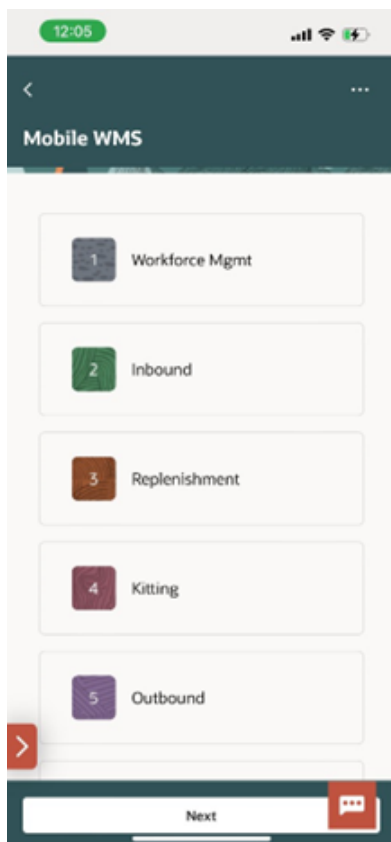 12:05
Mobile WMS
1 Workforce Mgmt
2 Inbound
3 Replenishment
4 Kitting
5 Outbound
Next